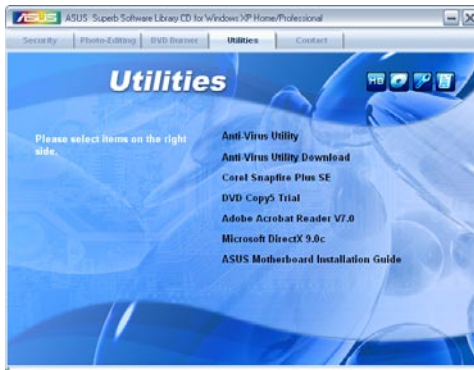 ASUS ASUS Superb Software Library CD for Windows XP Home/Professional
Security Photo-Editing DVD Burner Utilities Contact
Utilities
HB
Please select items on the right
side.
Anti-Virus Utility
Anti-Virus Utility Download
Corel Snapfire Plus SE
DVD Copy5 Trial
Adobe Acrobat Reader V7.0
Microsoft DirectX 9.0c
ASUS Motherboard Installation Guide